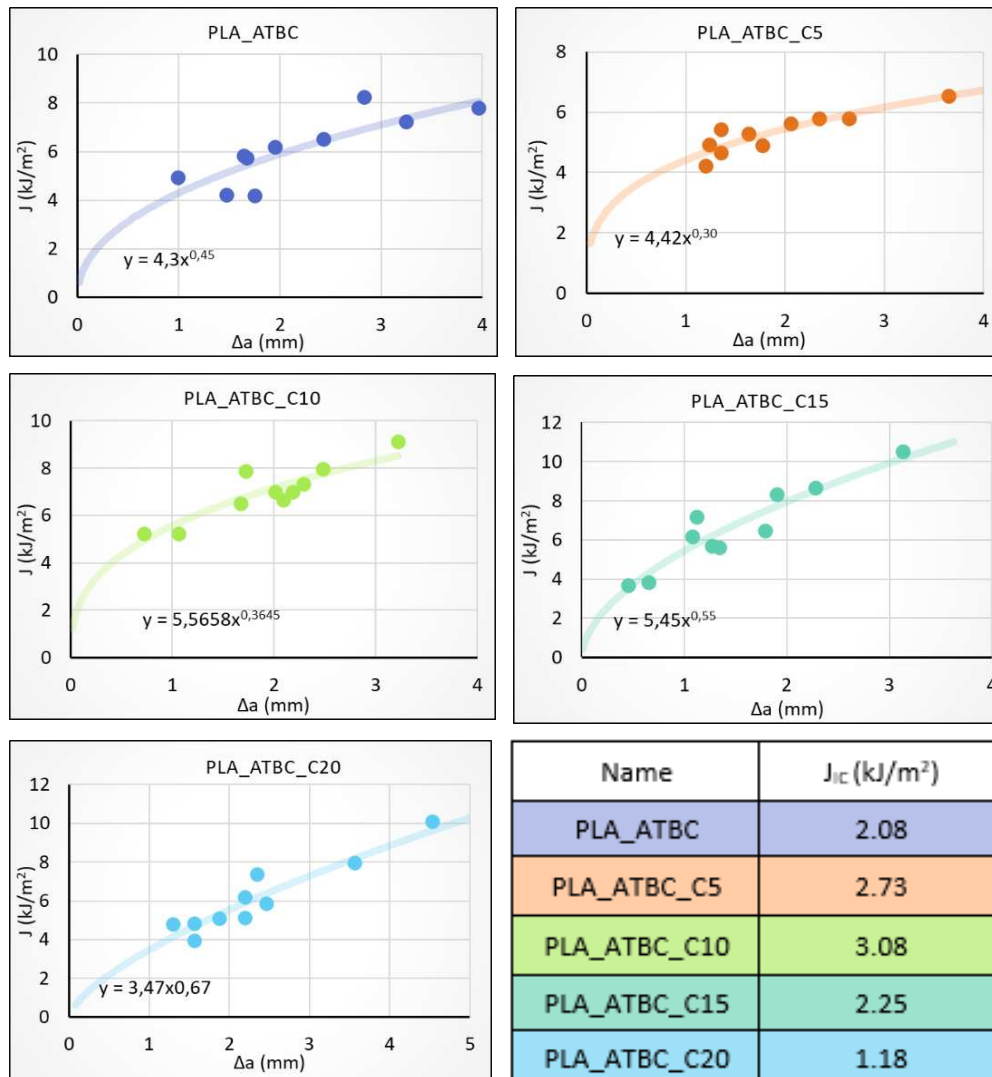 PLA_ATBC
10
8
6
4
2
0
J (kJ/m²)
y = 4,3x^0,45
0 1 2 3 4
Δa (mm)
PLA_ATBC_C5
8
6
4
2
0
J (kJ/m²)
y = 4,42x^0,30
0 1 2 3 4
Δa (mm)
PLA_ATBC_C10
10
8
6
4
2
0
J (kJ/m²)
y = 5,5658x^0,3645
0 1 2 3 4
Δa (mm)
PLA_ATBC_C15
12
10
8
6
4
2
0
J (kJ/m²)
y = 5,45x^0,55
0 1 2 3 4
Δa (mm)
PLA_ATBC_C20
12
10
8
6
4
2
0
J (kJ/m²)
y = 3,47x0,67
0 1 2 3 4 5
Δa (mm)
Name J_IC (kJ/m²)
PLA_ATBC 2.08
PLA_ATBC_C5 2.73
PLA_ATBC_C10 3.08
PLA_ATBC_C15 2.25
PLA_ATBC_C20 1.18